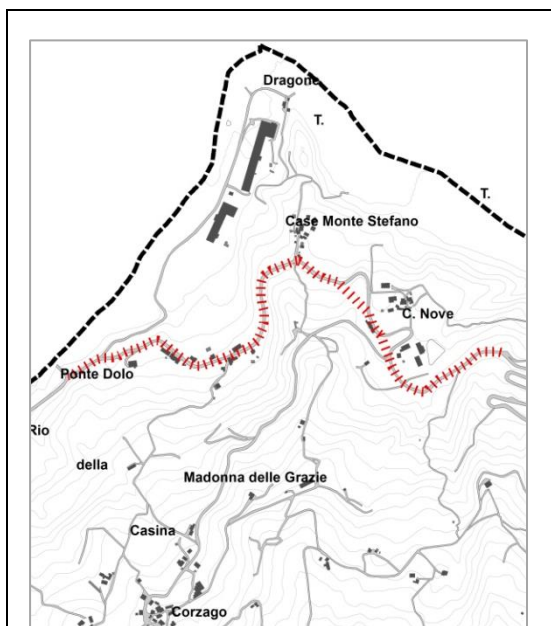 Dragone
T.
T.
Case Monte Stefano
C. Nove
Ponte Dolo
Rio
della
Madonna delle Grazie
Casina
Corzago